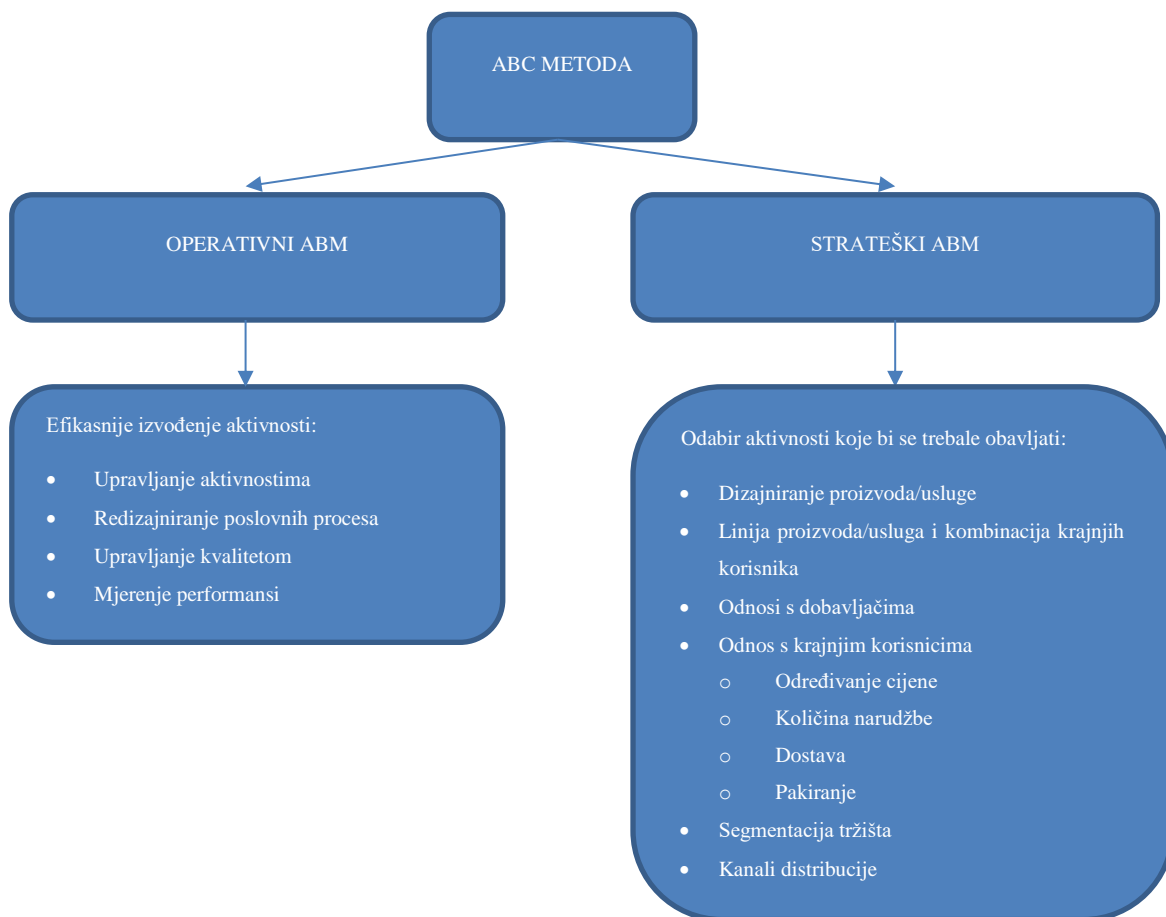 ABC METODA
OPERATIVNI ABM
STRATEŠKI ABM
Efikasnije izvođenje aktivnosti:
• Upravljanje aktivnostima
• Redizajniranje poslovnih procesa
• Upravljanje kvalitetom
• Mjerenje performansi
Odabir aktivnosti koje bi se trebale obavljati:
• Dizajniranje proizvoda/usluge
• Linija proizvoda/usluga i kombinacija krajnjih
korisnika
• Odnosi s dobavljačima
• Odnos s krajnjim korisnicima
o Određivanje cijene
o Količina narudžbe
o Dostava
o Pakiranje
• Segmentacija tržišta
• Kanali distribucije